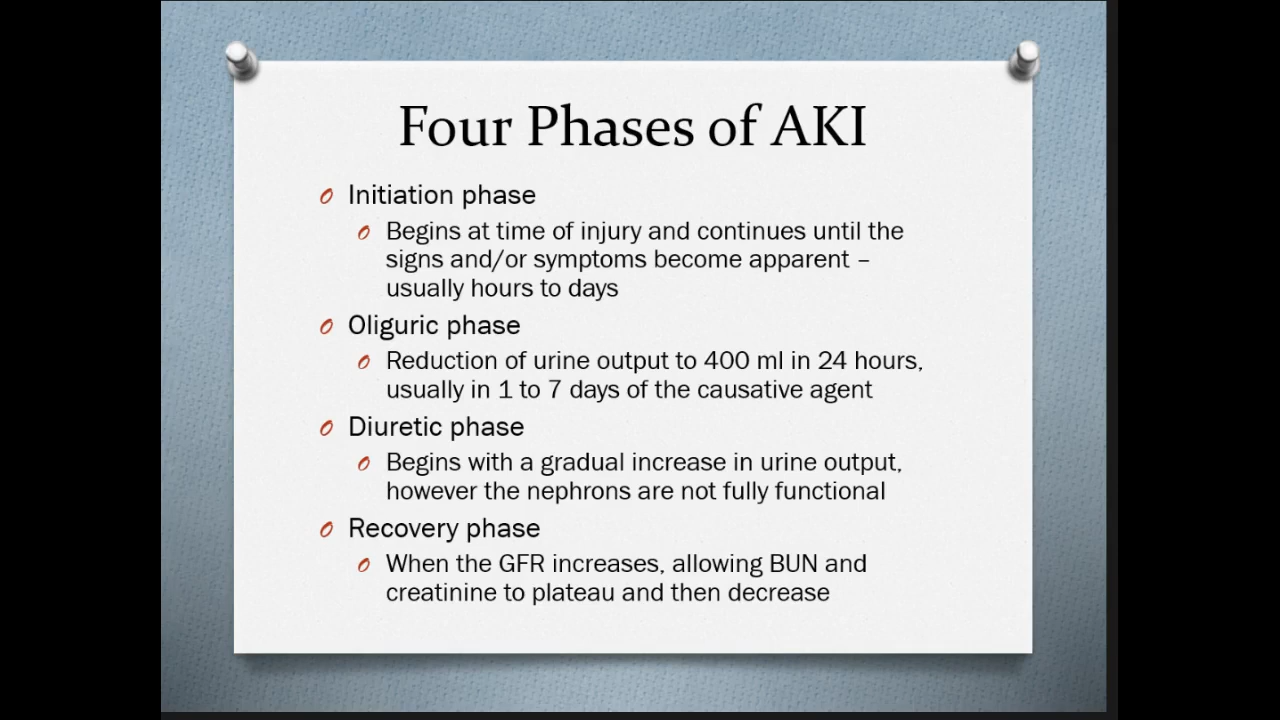 Four Phases of AKI
Initiation phase
Begins at time of injury and continues until the
signs and/or symptoms become apparent –
usually hours to days
Oliguric phase
Reduction of urine output to 400 ml in 24 hours,
usually in 1 to 7 days of the causative agent
Diuretic phase
Begins with a gradual increase in urine output,
however the nephrons are not fully functional
Recovery phase
When the GFR increases, allowing BUN and
creatinine to plateau and then decrease